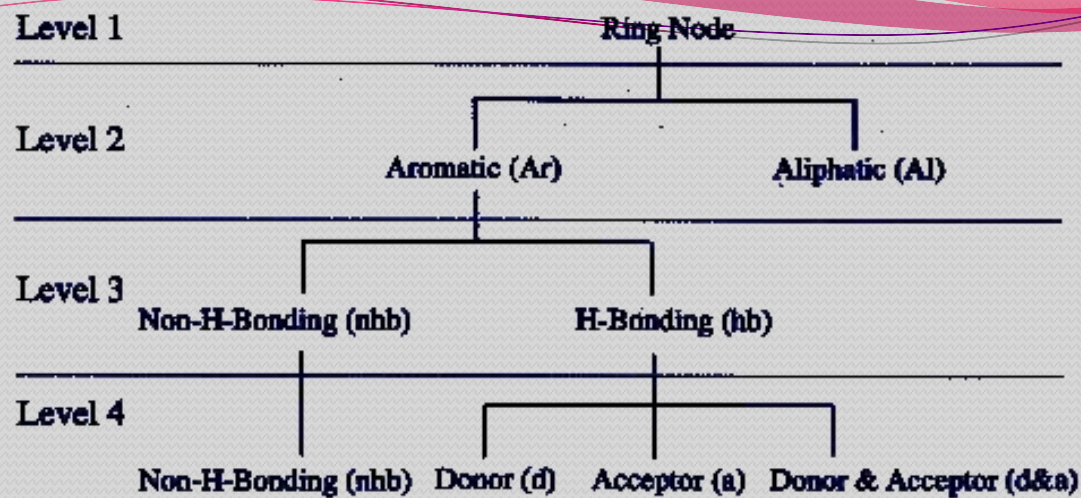 Level 1
Ring Node
Level 2
Aromatic (Ar)
Aliphatic (Al)
Level 3
Non-H-Bonding (nhb)
H-Bonding (hb)
Level 4
Non-H-Bonding (nhb)
Donor (d)
Acceptor (a)
Donor & Acceptor (d&a)